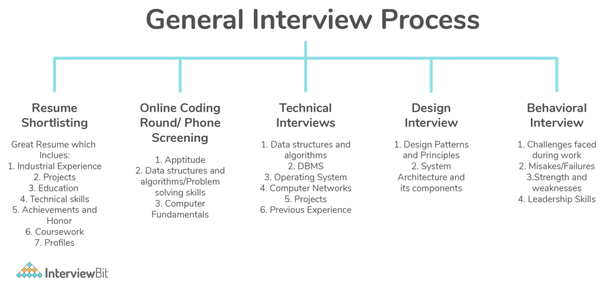 General Interview Process
Resume
Shortlisting
Great Resume which
Inclues:
1. Industrial Experience
2. Projects
3. Education
4. Technical skills
5. Achievements and
Honor
6. Coursework
7. Profiles
Online Coding
Round/ Phone
Screening
1. Apptitude
2. Data structures and
algorithms/Problem
solving skills
3. Computer
Fundamentals
Technical
Interviews
1. Data structures and
algorithms
2. DBMS
3. Operating System
4. Computer Networks
5. Projects
6. Previous Experience
Design
Interview
1. Design Patterns
and Principles
2. System
Architecture and
its components
Behavioral
Interview
1. Challenges faced
during work
2. Misakes/Failures
3.Strength and
weaknesses
4. Leadership Skills
InterviewBit